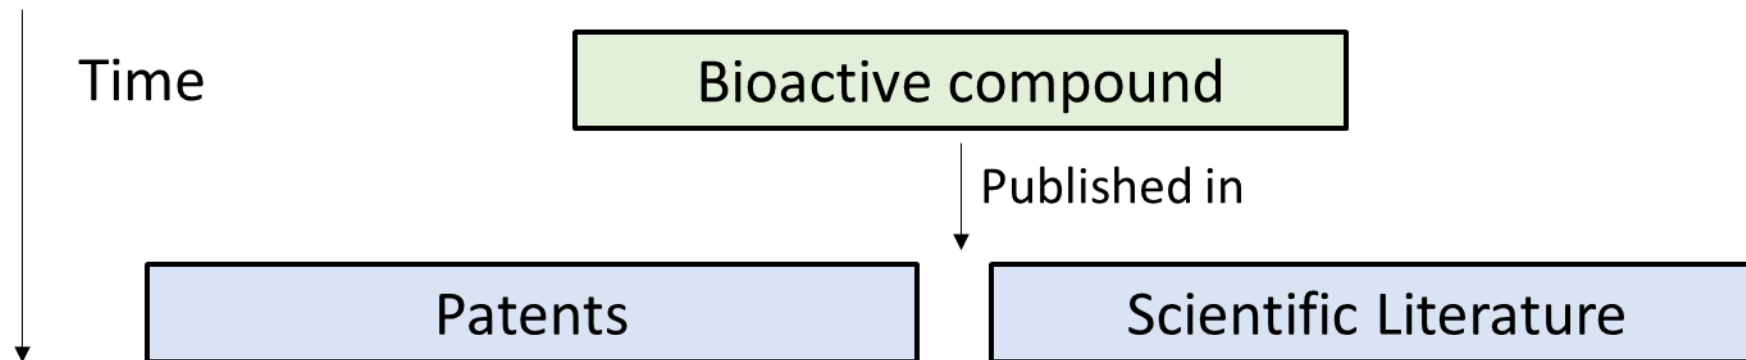 Time
Bioactive compound
Published in
Patents
Scientific Literature